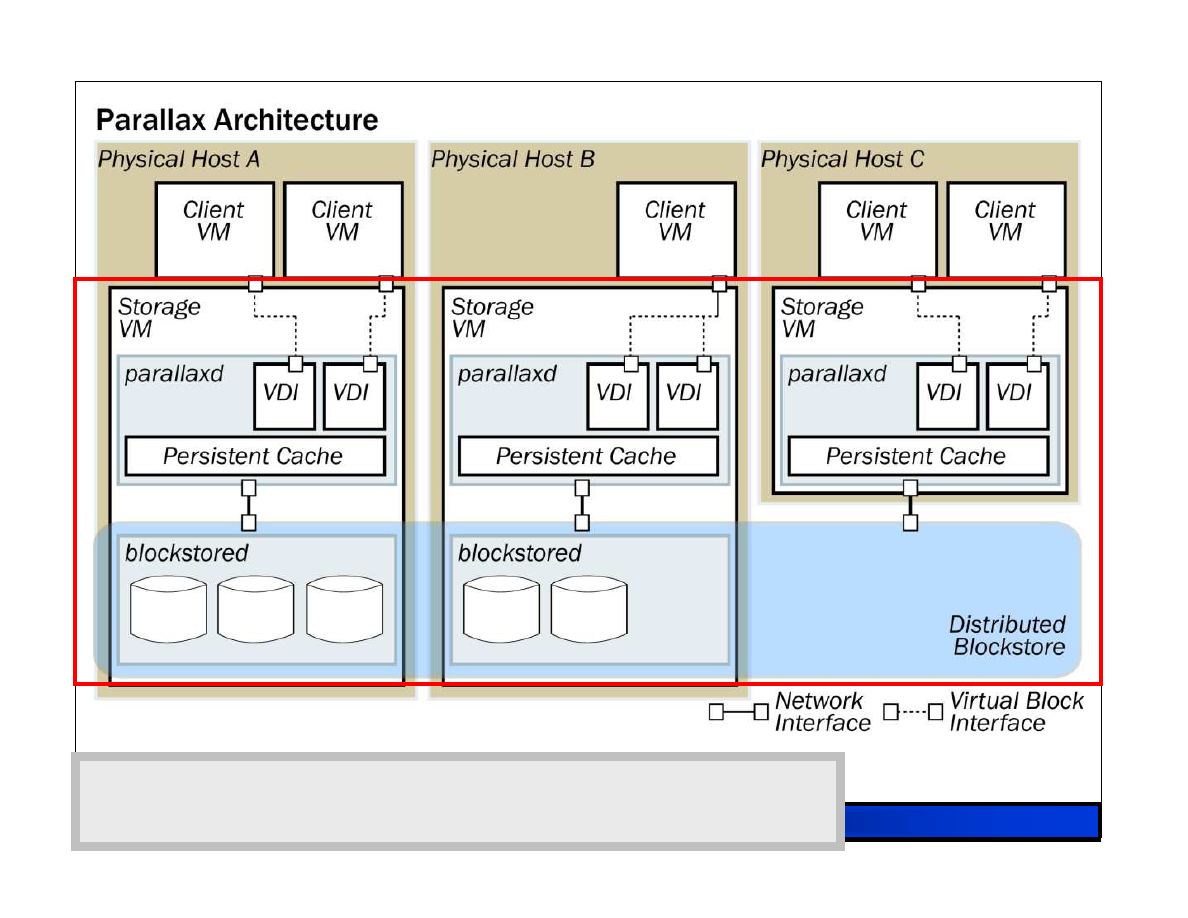 Parallax Architecture
Physical Host A
Client
VM
Client
VM
Storage
VM
parallaxd
VDI
VDI
Persistent Cache
blockstored
Physical Host B
Client
VM
Storage
VM
parallaxd
VDI
VDI
Persistent Cache
blockstored
Physical Host C
Client
VM
Client
VM
Storage
VM
parallaxd
VDI
VDI
Persistent Cache
Distributed
Blockstore
Network
Interface
Virtual Block
Interface